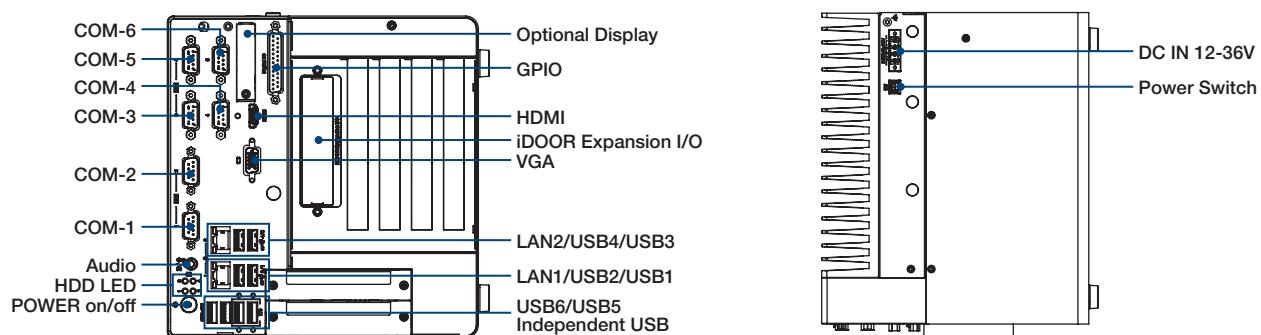 COM-6
COM-5
COM-4
COM-3
COM-2
COM-1
Audio
HDD LED
POWER on/off
Optional Display
GPIO
HDMI
iDOOR Expansion I/O
VGA
LAN2/USB4/USB3
LAN1/USB2/USB1
USB6/USB5
Independent USB
DC IN 12-36V
Power Switch